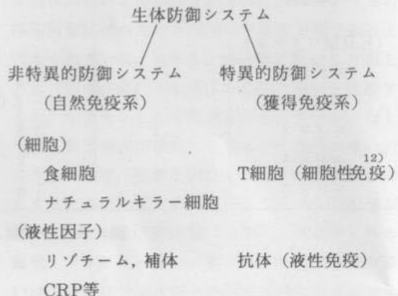 生体防御システム
非特異的防御システム 特異的防御システム
(自然免疫系) (獲得免疫系)
(細胞)
食細胞 T細胞(細胞性免疫)12)
ナチュラルキラー細胞
(液性因子)
リゾチーム,補体 抗体(液性免疫)
CRP等